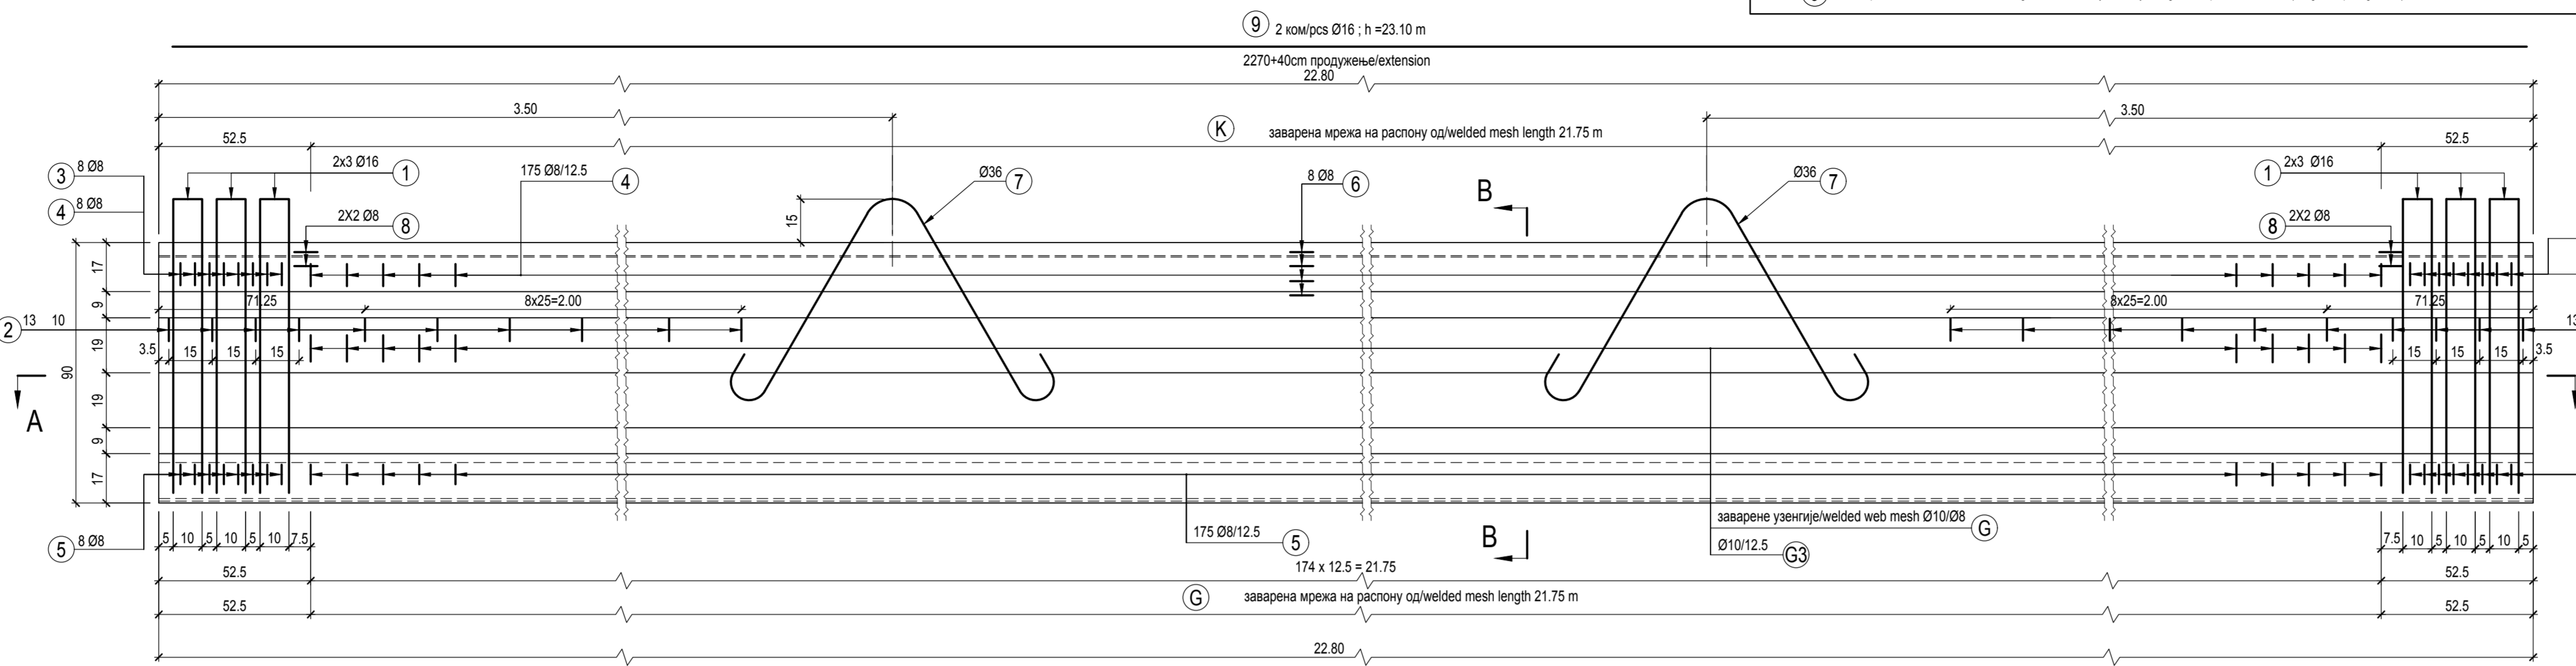 9 2 ком/pcs Ø16 ; h =23.10 m
2270+40cm продужење/extension
22.80
3.50
3.50
K заварена мрежа на распону од/welded mesh length 21.75 m
52.5
52.5
3 8 Ø8
2x3 Ø16 1
175 Ø8/12.5 4
Ø36 7
8 Ø8 6
B
Ø36 7
1 2x3 Ø16
4 8 Ø8
2X2 Ø8 8
15
8 2X2 Ø8
17
9
71.25
8x25=2.00
8x25=2.00
71.25
2 13 10
13
3.5 15 15 15
15 15 15 3.5
19
90
A
19
9
17
5 8 Ø8
5 10 5 10 5 10 7.5
175 Ø8/12.5 5
B
заварене узенгије/welded web mesh Ø10/Ø8 G
Ø10/12.5 G3
7.5 10 5 10 5 10 5
52.5
174 x 12.5 = 21.75
52.5
52.5
G заварена мрежа на распону од/welded mesh length 21.75 m
52.5
22.80